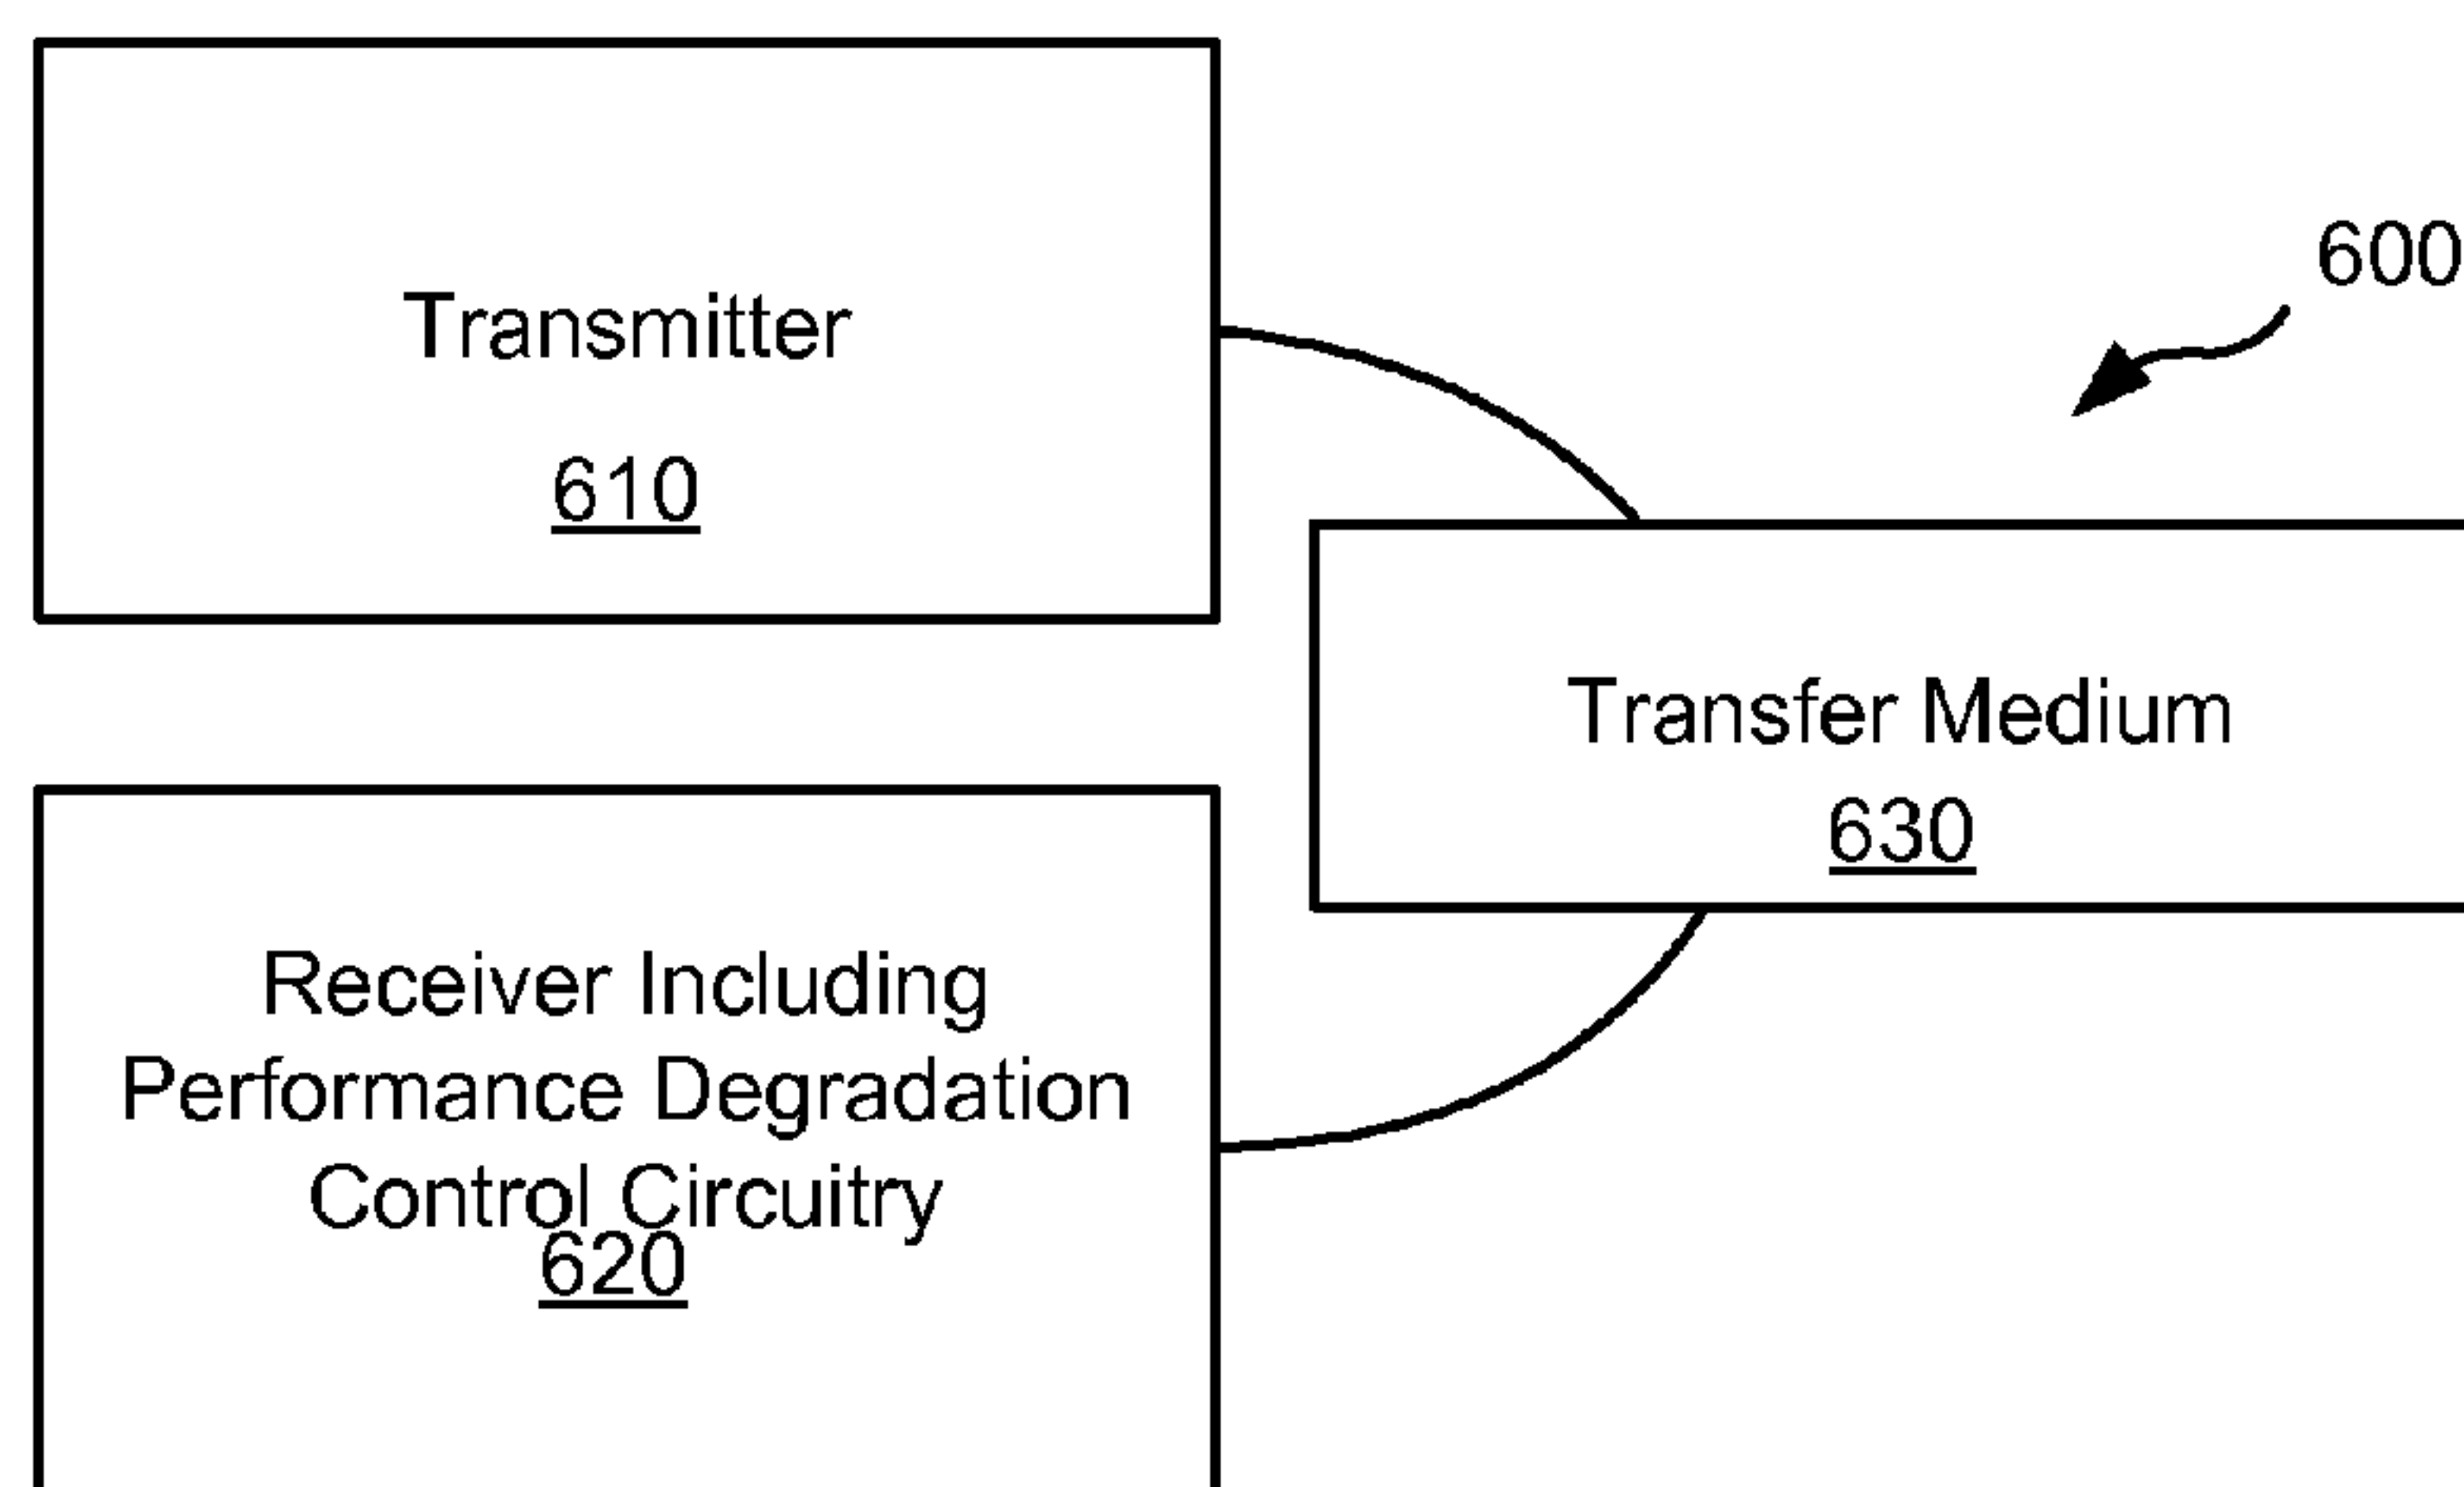 Transmitter
610
600
Transfer Medium
630
Receiver Including
Performance Degradation
Control Circuitry
620